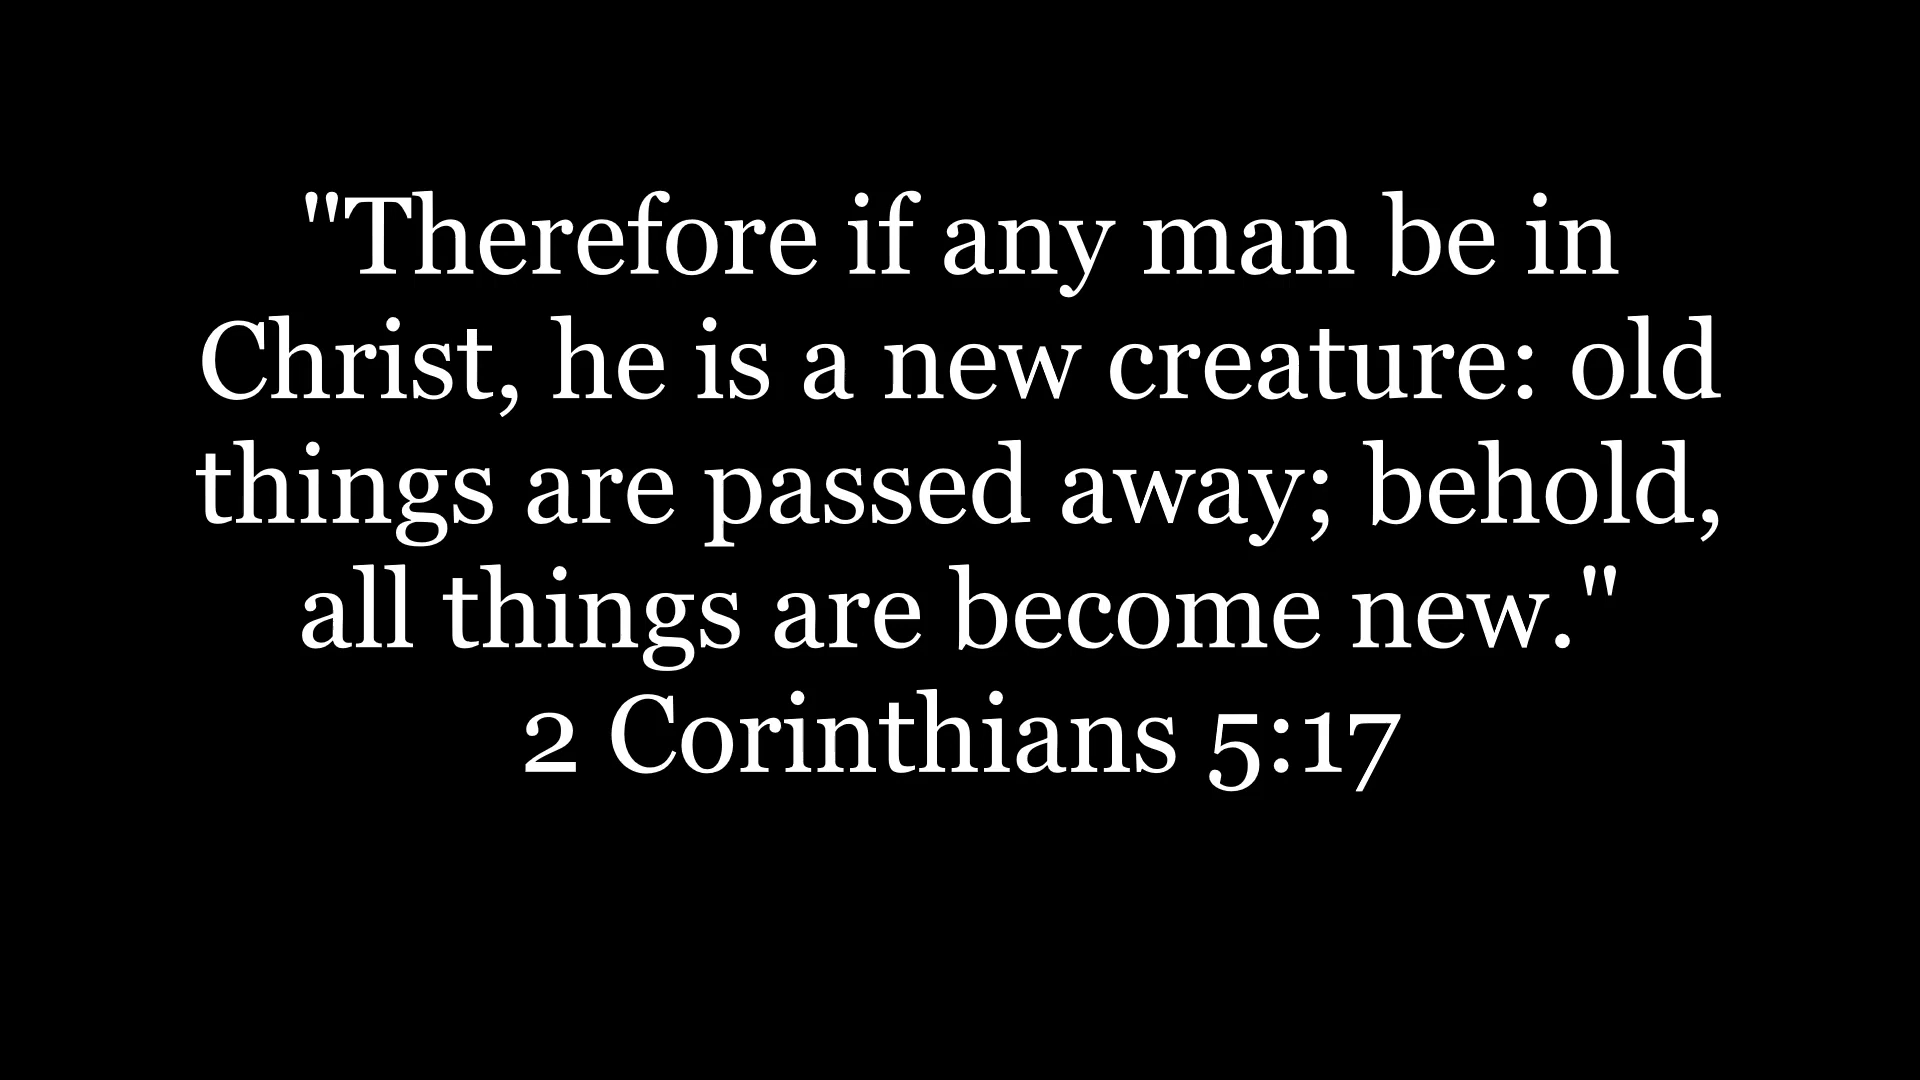 "Therefore if any man be in
Christ, he is a new creature: old
things are passed away; behold,
all things are become new."
2 Corinthians 5:17